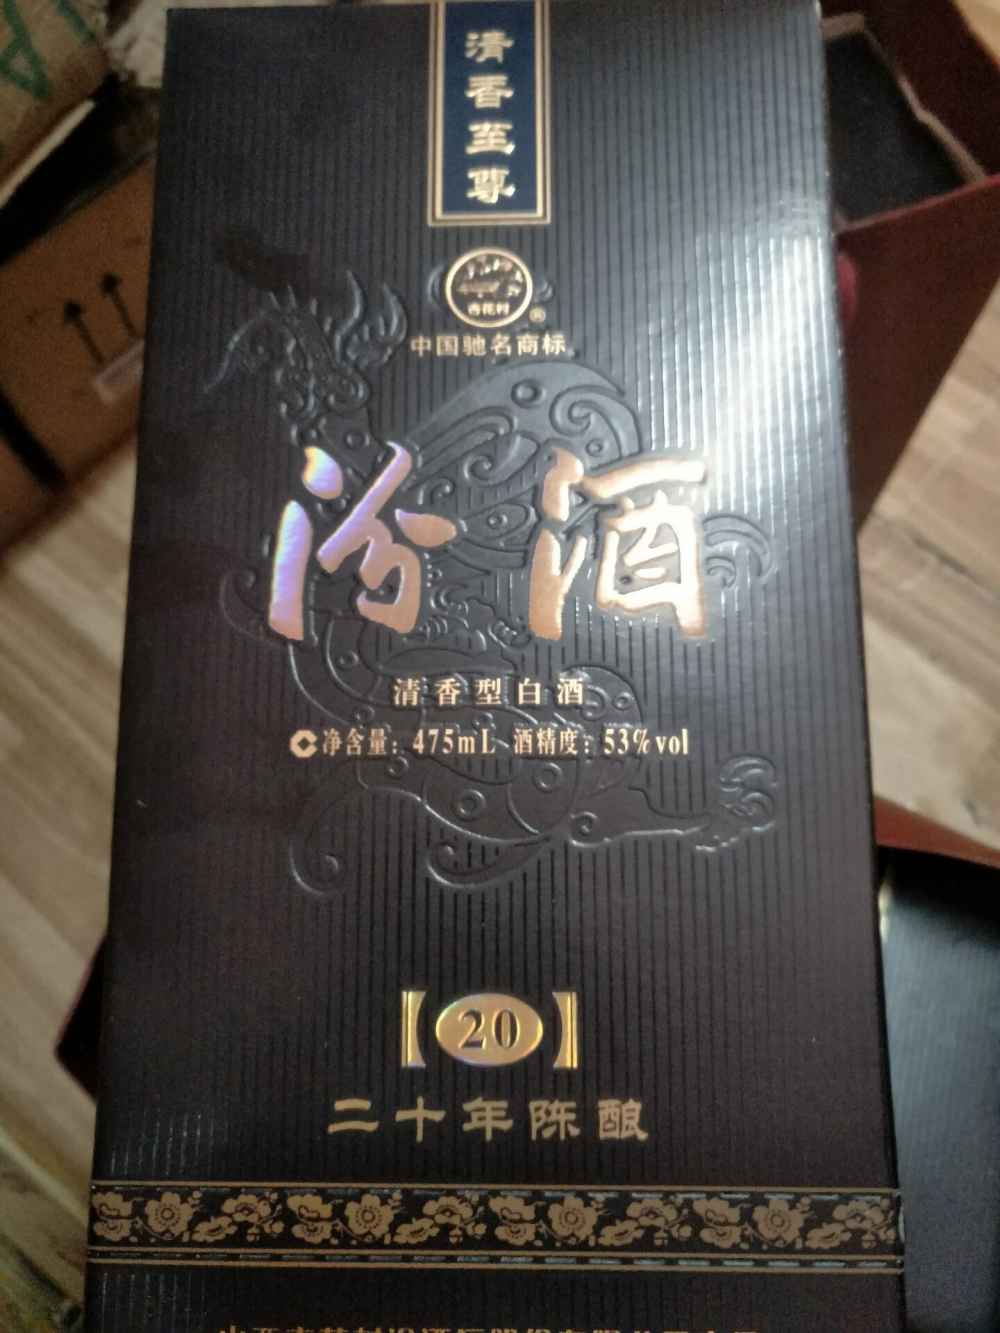 清香至尊
杏花村
®
中国驰名商标
汾酒
清香型白酒
净含量：475mL 酒精度：53%vol
【20】
二十年陈酿